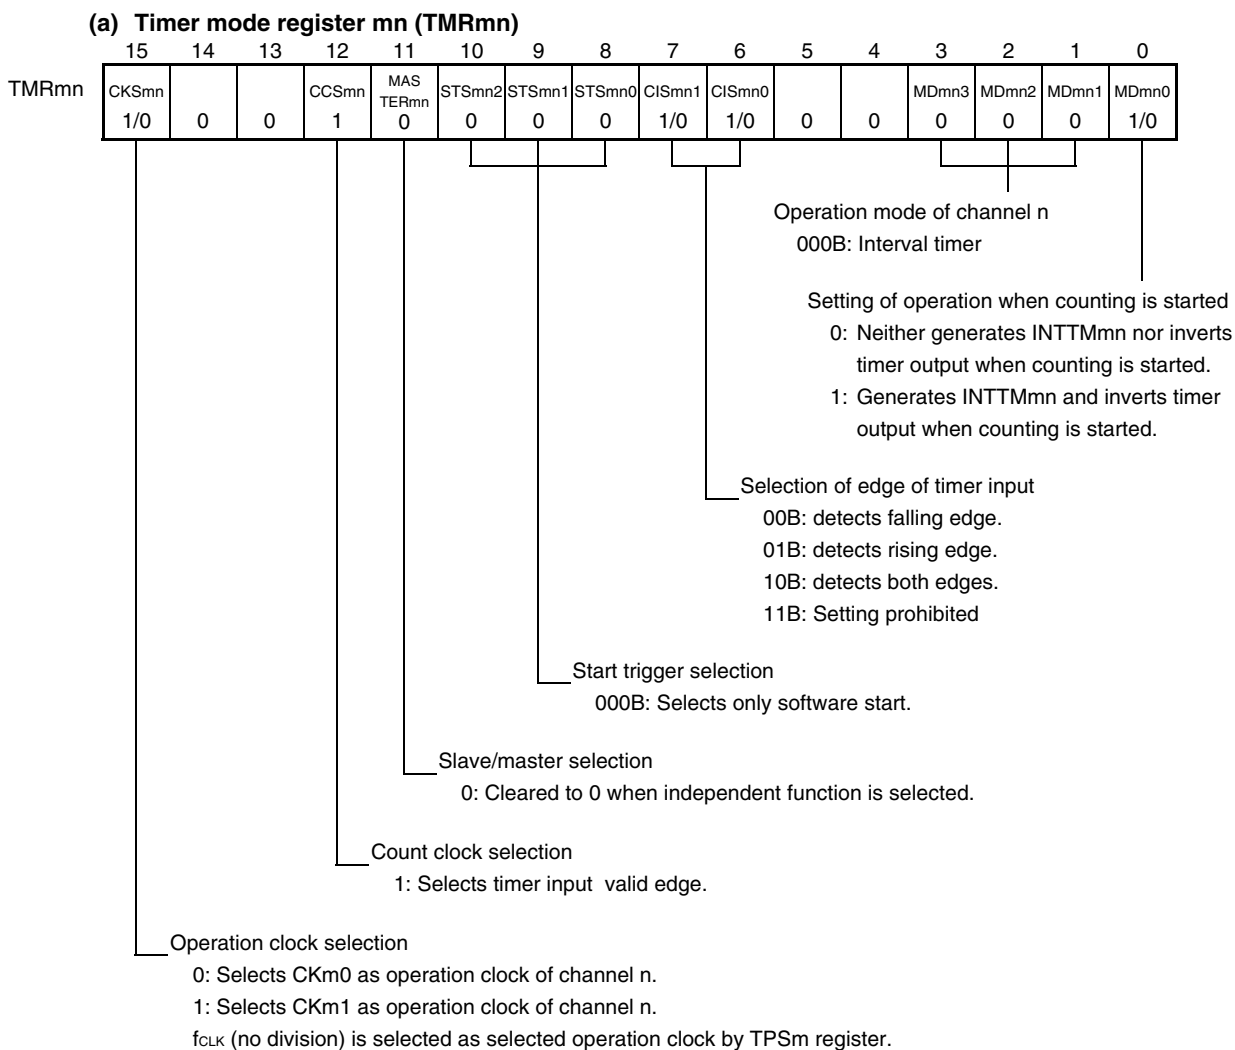 (a) Timer mode register mn (TMRmn)
15 14 13 12 11 10 9 8 7 6 5 4 3 2 1 0
TMRmn CKSmn CCSmn MAS TERmn STSmn2 STSmn1 STSmn0 CISmn1 CISmn0 MDmn3 MDmn2 MDmn1 MDmn0
1/0 0 0 1 0 0 0 0 1/0 1/0 0 0 0 0 0 1/0
Operation mode of channel n
000B: Interval timer
Setting of operation when counting is started
0: Neither generates INTTMmn nor inverts
timer output when counting is started.
1: Generates INTTMmn and inverts timer
output when counting is started.
Selection of edge of timer input
00B: detects falling edge.
01B: detects rising edge.
10B: detects both edges.
11B: Setting prohibited
Start trigger selection
000B: Selects only software start.
Slave/master selection
0: Cleared to 0 when independent function is selected.
Count clock selection
1: Selects timer input valid edge.
Operation clock selection
0: Selects CKm0 as operation clock of channel n.
1: Selects CKm1 as operation clock of channel n.
fCLK (no division) is selected as selected operation clock by TPSm register.